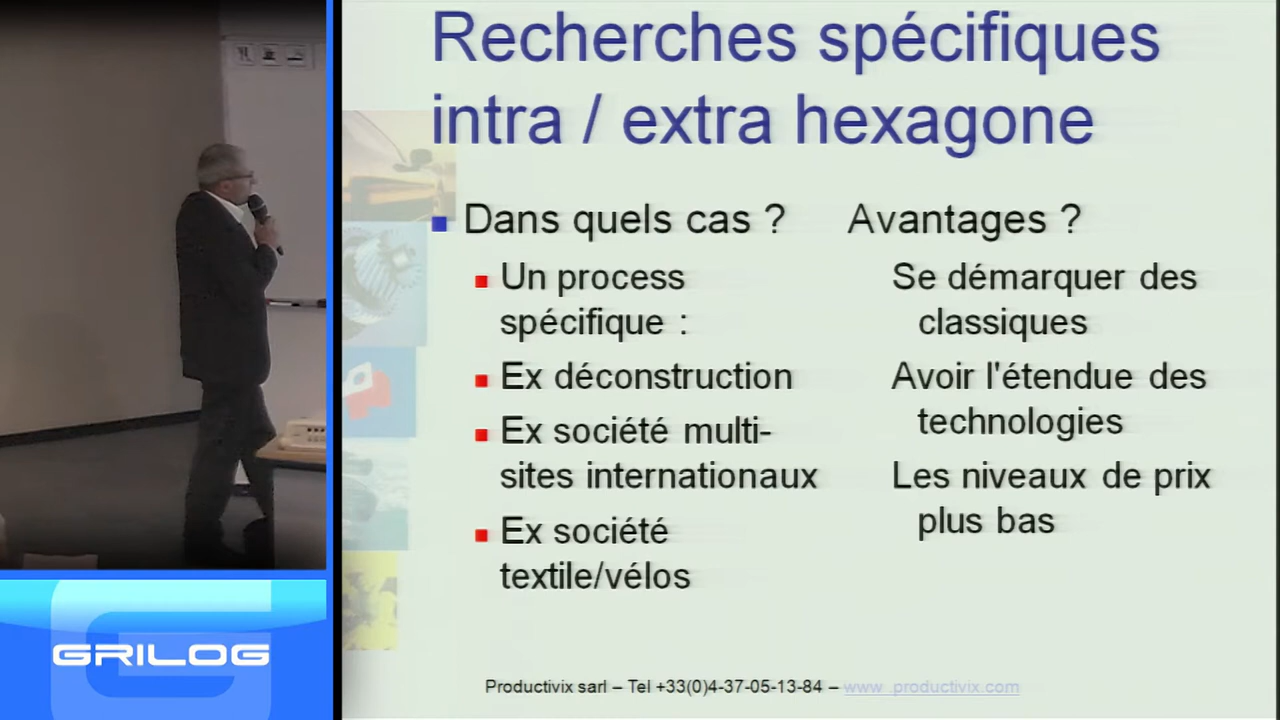 Recherches spécifiques
intra / extra hexagone
Dans quels cas ?
Un process
spécifique :
Ex déconstruction
Ex société multi-
sites internationaux
Ex société
textile/vélos
Avantages ?
Se démarquer des
classiques
Avoir l'étendue des
technologies
Les niveaux de prix
plus bas
Productivix sarl – Tel +33(0)4-37-05-13-84 – www.productivix.com
GRILOG